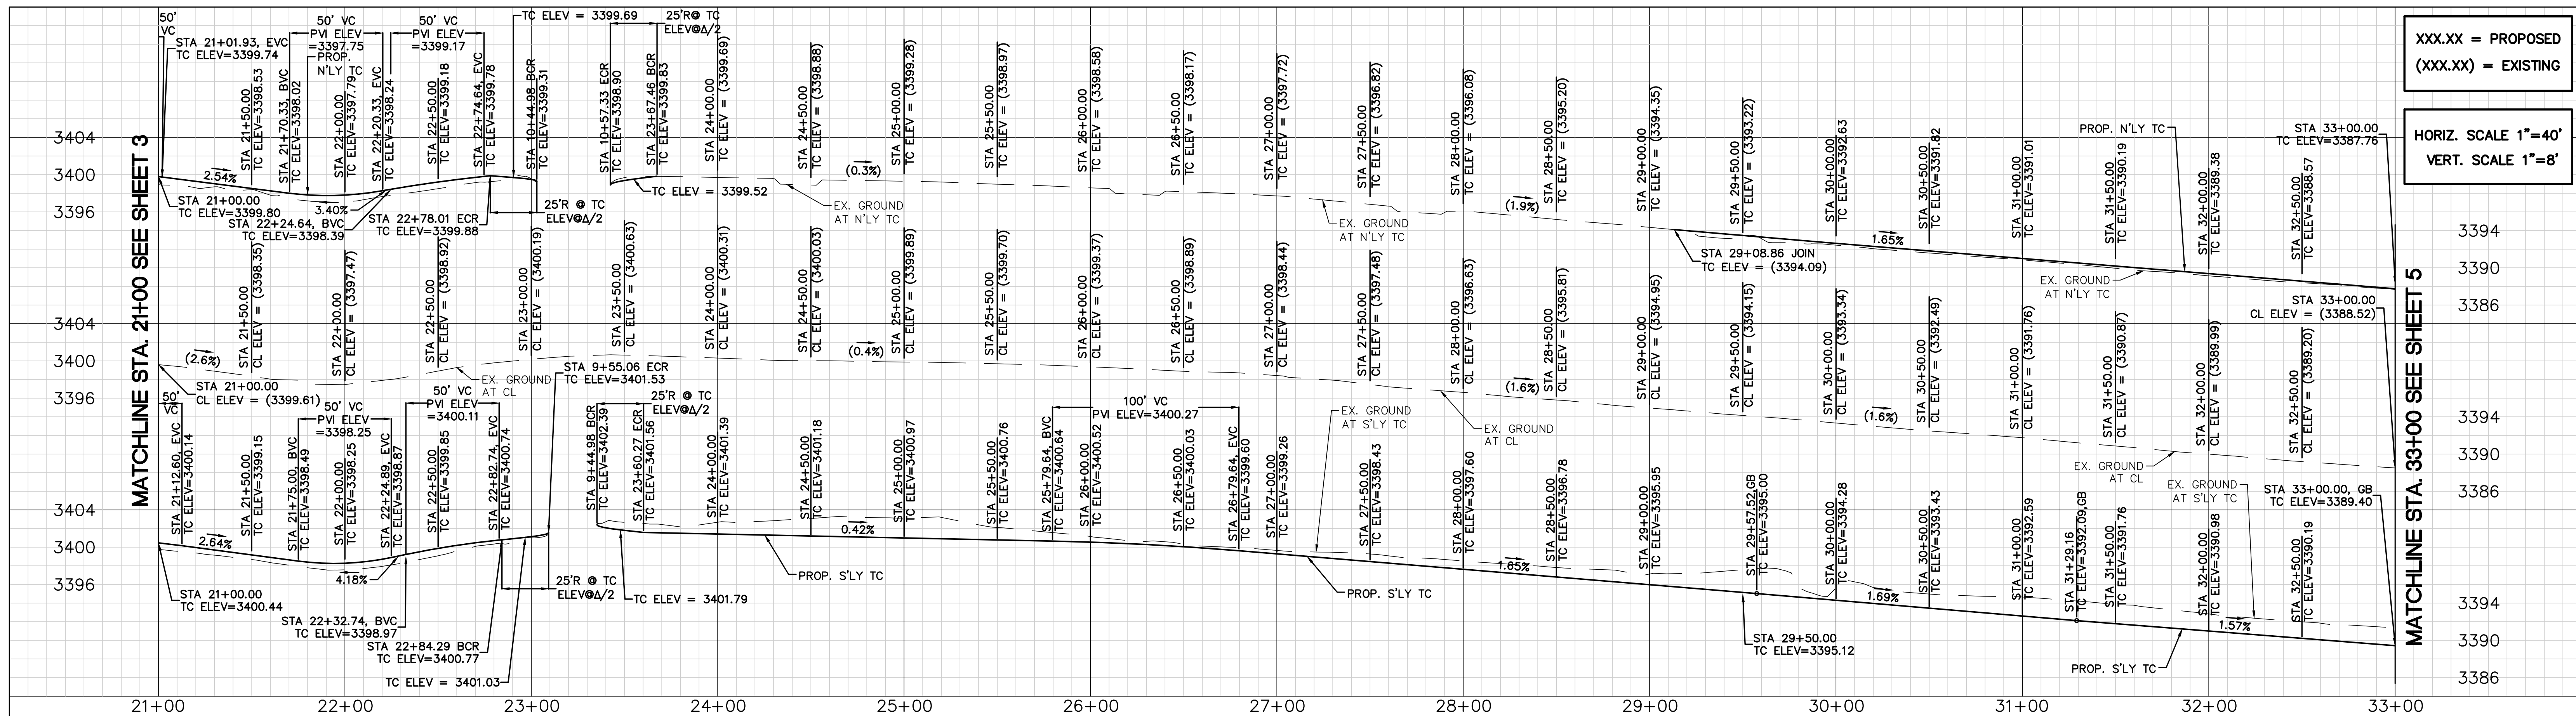 50'
VC
STA 21+01.93, EVC
TC ELEV=3399.74
STA 21+50.00
TC ELEV=3398.53
50' VC
PVI ELEV
=3397.75
STA 21+70.33, BVC
TC ELEV=3398.02
PROP.
N'LY TC
STA 22+00.00
TC ELEV=3397.79
STA 22+20.33, EVC
TC ELEV=3398.24
50' VC
PVI ELEV
=3399.17
STA 22+50.00
TC ELEV=3399.18
STA 22+74.64, EVC
TC ELEV=3399.78
TC ELEV = 3399.69
STA 10+44.98 BCR
TC ELEV=3399.31
25'R@ TC
ELEV@Δ/2
STA 10+57.33 ECR
TC ELEV=3398.90
STA 23+67.46 BCR
TC ELEV=3399.83
STA 24+00.00
TC ELEV = (3399.69)
STA 24+50.00
TC ELEV = (3398.88)
STA 25+00.00
TC ELEV = (3399.28)
STA 25+50.00
TC ELEV = (3398.97)
STA 26+00.00
TC ELEV = (3398.58)
STA 26+50.00
TC ELEV = (3398.17)
STA 27+00.00
TC ELEV = (3397.72)
STA 27+50.00
TC ELEV = (3396.82)
STA 28+00.00
TC ELEV = (3396.08)
STA 28+50.00
TC ELEV = (3395.20)
STA 29+00.00
TC ELEV = (3394.35)
STA 29+50.00
TC ELEV = (3393.22)
STA 30+00.00
TC ELEV=3392.63
STA 30+50.00
TC ELEV=3391.82
STA 31+00.00
TC ELEV=3391.01
STA 31+50.00
TC ELEV=3390.19
PROP. N'LY TC
STA 32+00.00
TC ELEV=3389.38
STA 32+50.00
TC ELEV=3388.57
STA 33+00.00
TC ELEV=3387.76
XXX.XX = PROPOSED
(XXX.XX) = EXISTING
HORIZ. SCALE 1"=40'
VERT. SCALE 1"=8'
3404
3400
3396
MATCHLINE STA. 21+00 SEE SHEET 3
2.54%
STA 21+00.00
TC ELEV=3399.80
3.40%
STA 22+24.64, BVC
TC ELEV=3398.39
STA 22+78.01 ECR
TC ELEV=3399.88
25'R @ TC
ELEV@Δ/2
TC ELEV = 3399.52
(0.3%)
EX. GROUND
AT N'LY TC
EX. GROUND
AT N'LY TC
(1.9%)
STA 29+08.86 JOIN
TC ELEV = (3394.09)
1.65%
EX. GROUND
AT N'LY TC
3394
3390
3386
STA 21+50.00
CL ELEV = (3398.35)
STA 22+00.00
CL ELEV = (3397.47)
STA 22+50.00
CL ELEV = (3398.92)
STA 23+00.00
CL ELEV = (3400.19)
STA 23+50.00
CL ELEV = (3400.63)
STA 24+00.00
CL ELEV = (3400.31)
STA 24+50.00
CL ELEV = (3400.03)
STA 25+00.00
CL ELEV = (3399.89)
STA 25+50.00
CL ELEV = (3399.70)
STA 26+00.00
CL ELEV = (3399.37)
STA 26+50.00
CL ELEV = (3398.89)
STA 27+00.00
CL ELEV = (3398.44)
STA 27+50.00
CL ELEV = (3397.48)
STA 28+00.00
CL ELEV = (3396.63)
STA 28+50.00
CL ELEV = (3395.81)
STA 29+00.00
CL ELEV = (3394.95)
STA 29+50.00
CL ELEV = (3394.15)
STA 30+00.00
CL ELEV = (3393.34)
STA 30+50.00
CL ELEV = (3392.49)
STA 31+00.00
CL ELEV = (3391.76)
STA 31+50.00
CL ELEV = (3390.87)
STA 32+00.00
CL ELEV = (3389.99)
STA 32+50.00
CL ELEV = (3389.20)
STA 33+00.00
CL ELEV = (3388.52)
MATCHLINE STA. 33+00 SEE SHEET 5
3404
3400
3396
(2.6%)
STA 21+00.00
CL ELEV = (3399.61)
EX. GROUND
AT CL
(0.4%)
(1.6%)
EX. GROUND
AT CL
(1.6%)
EX. GROUND
AT CL
3394
3390
3386
50'
VC
STA 21+12.60, EVC
TC ELEV=3400.14
STA 21+50.00
TC ELEV=3399.15
50' VC
PVI ELEV
=3398.25
STA 21+75.00, BVC
TC ELEV=3398.49
STA 22+00.00
TC ELEV=3398.25
STA 22+24.89, EVC
TC ELEV=3398.87
50' VC
PVI ELEV
=3400.11
STA 22+50.00
TC ELEV=3399.85
STA 22+82.74, EVC
TC ELEV=3400.74
STA 9+55.06 ECR
TC ELEV=3401.53
25'R @ TC
ELEV@Δ/2
STA 9+44.98 BCR
TC ELEV=3402.39
STA 23+60.27 ECR
TC ELEV=3401.56
STA 24+00.00
TC ELEV=3401.39
STA 24+50.00
TC ELEV=3401.18
STA 25+00.00
TC ELEV=3400.97
STA 25+50.00
TC ELEV=3400.76
STA 25+79.64, BVC
TC ELEV=3400.64
100' VC
PVI ELEV=3400.27
STA 26+00.00
TC ELEV=3400.52
STA 26+50.00
TC ELEV=3400.03
STA 26+79.64, EVC
TC ELEV=3399.60
STA 27+00.00
TC ELEV=3399.26
EX. GROUND
AT S'LY TC
STA 27+50.00
TC ELEV=3398.43
STA 28+00.00
TC ELEV=3397.60
STA 28+50.00
TC ELEV=3396.78
STA 29+00.00
TC ELEV=3395.95
STA 29+57.52,GB
TC ELEV=3395.00
STA 30+00.00
TC ELEV=3394.28
STA 30+50.00
TC ELEV=3393.43
STA 31+00.00
TC ELEV=3392.59
STA 31+29.16
TC ELEV=3392.09,GB
STA 31+50.00
TC ELEV=3391.76
STA 32+00.00
TC ELEV=3390.98
EX. GROUND
AT S'LY TC
STA 32+50.00
TC ELEV=3390.19
STA 33+00.00, GB
TC ELEV=3389.40
3404
3400
3396
2.64%
STA 21+00.00
TC ELEV=3400.44
4.18%
STA 22+32.74, BVC
TC ELEV=3398.97
STA 22+84.29 BCR
TC ELEV=3400.77
TC ELEV = 3401.03
25'R @ TC
ELEV@Δ/2
TC ELEV = 3401.79
0.42%
PROP. S'LY TC
PROP. S'LY TC
1.65%
STA 29+50.00
TC ELEV=3395.12
1.69%
1.57%
PROP. S'LY TC
3394
3390
3386
21+00
22+00
23+00
24+00
25+00
26+00
27+00
28+00
29+00
30+00
31+00
32+00
33+00